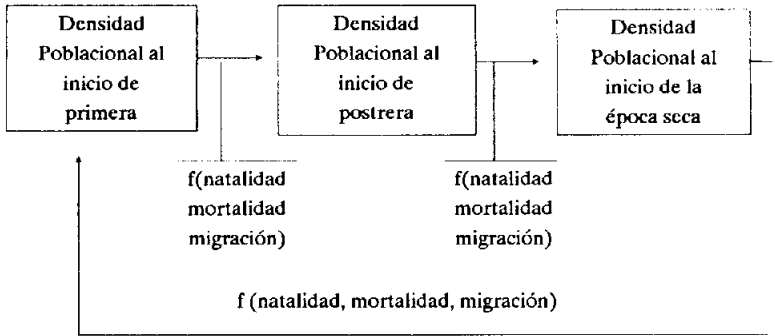 Densidad
Poblacional al
inicio de
primera
Densidad
Poblacional al
inicio de
postrera
Densidad
Poblacional al
inicio de la
época seca
f(natalidad
mortalidad
migración)
f(natalidad
mortalidad
migración)
f (natalidad, mortalidad, migración)